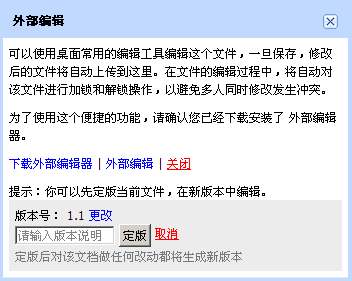 外部编辑
可以使用桌面常用的编辑工具编辑这个文件，一旦保存，修改
后的文件将自动上传到这里。在文件的编辑过程中，将自动对
该文件进行加锁和解锁操作，以避免多人同时修改发生冲突。
为了使用这个便捷的功能，请确认您已经下载安装了 外部编辑
器。
下载外部编辑器 | 外部编辑 | 关闭
提示：你可以先定版当前文件，在新版本中编辑。
版本号： 1.1 更改
请输入版本说明 定版 取消
定版后对该文档做任何改动都将生成新版本